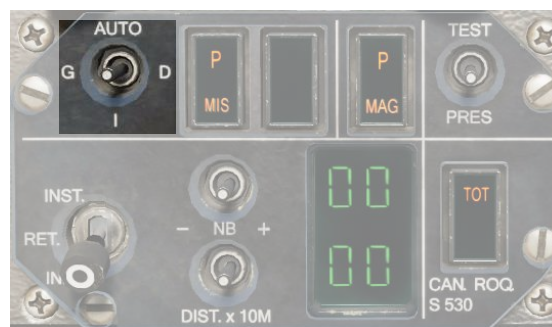 AUTO
G D
I
P
MIS
P
MAG
TEST
PRES
INST.
RET.
IN
- NB +
DIST. x 10M
00
00
TOT
CAN. ROQ.
S 530